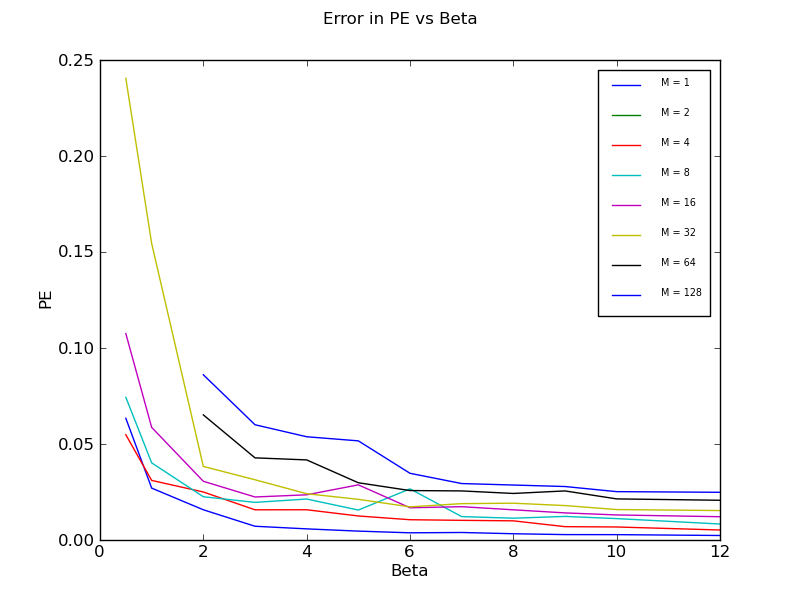 Error in PE vs Beta
0.25
0.20
0.15
0.10
0.05
0.00
PE
0 2 4 6 8 10 12
Beta
M = 1
M = 2
M = 4
M = 8
M = 16
M = 32
M = 64
M = 128